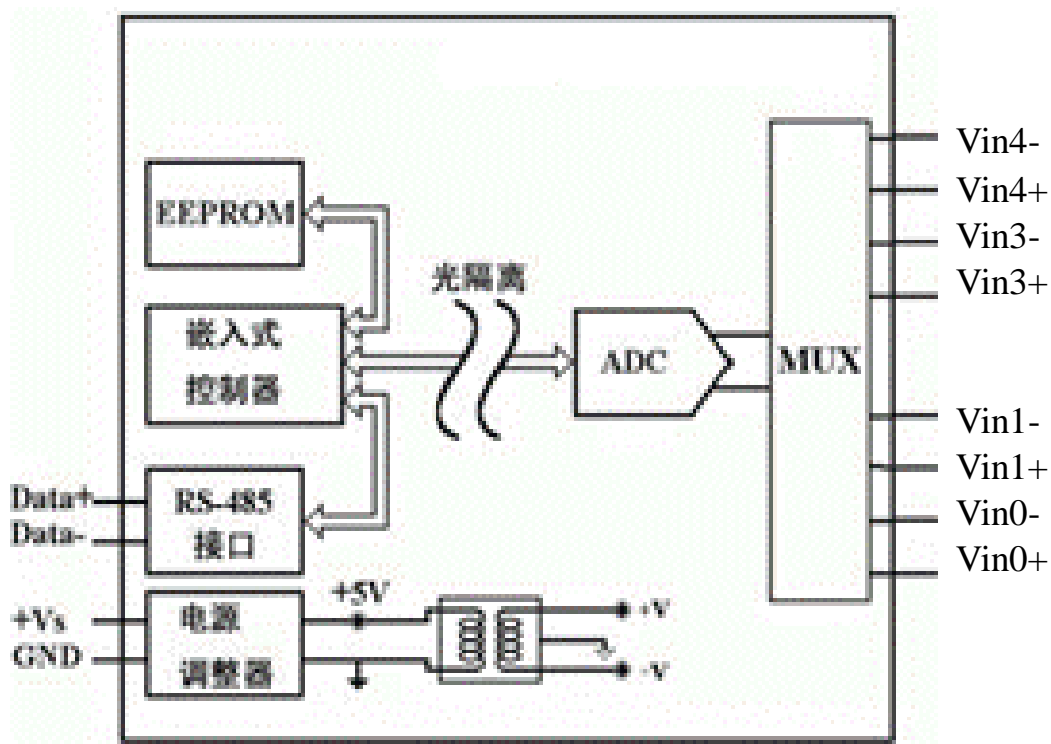 EEPROM
光隔离
嵌入式
控制器
ADC
MUX
Vin4-
Vin4+
Vin3-
Vin3+
Vin1-
Vin1+
Vin0-
Vin0+
Data+
Data-
RS-485
接口
+5V
+Vs
GND
电源
调整器
+V
-V